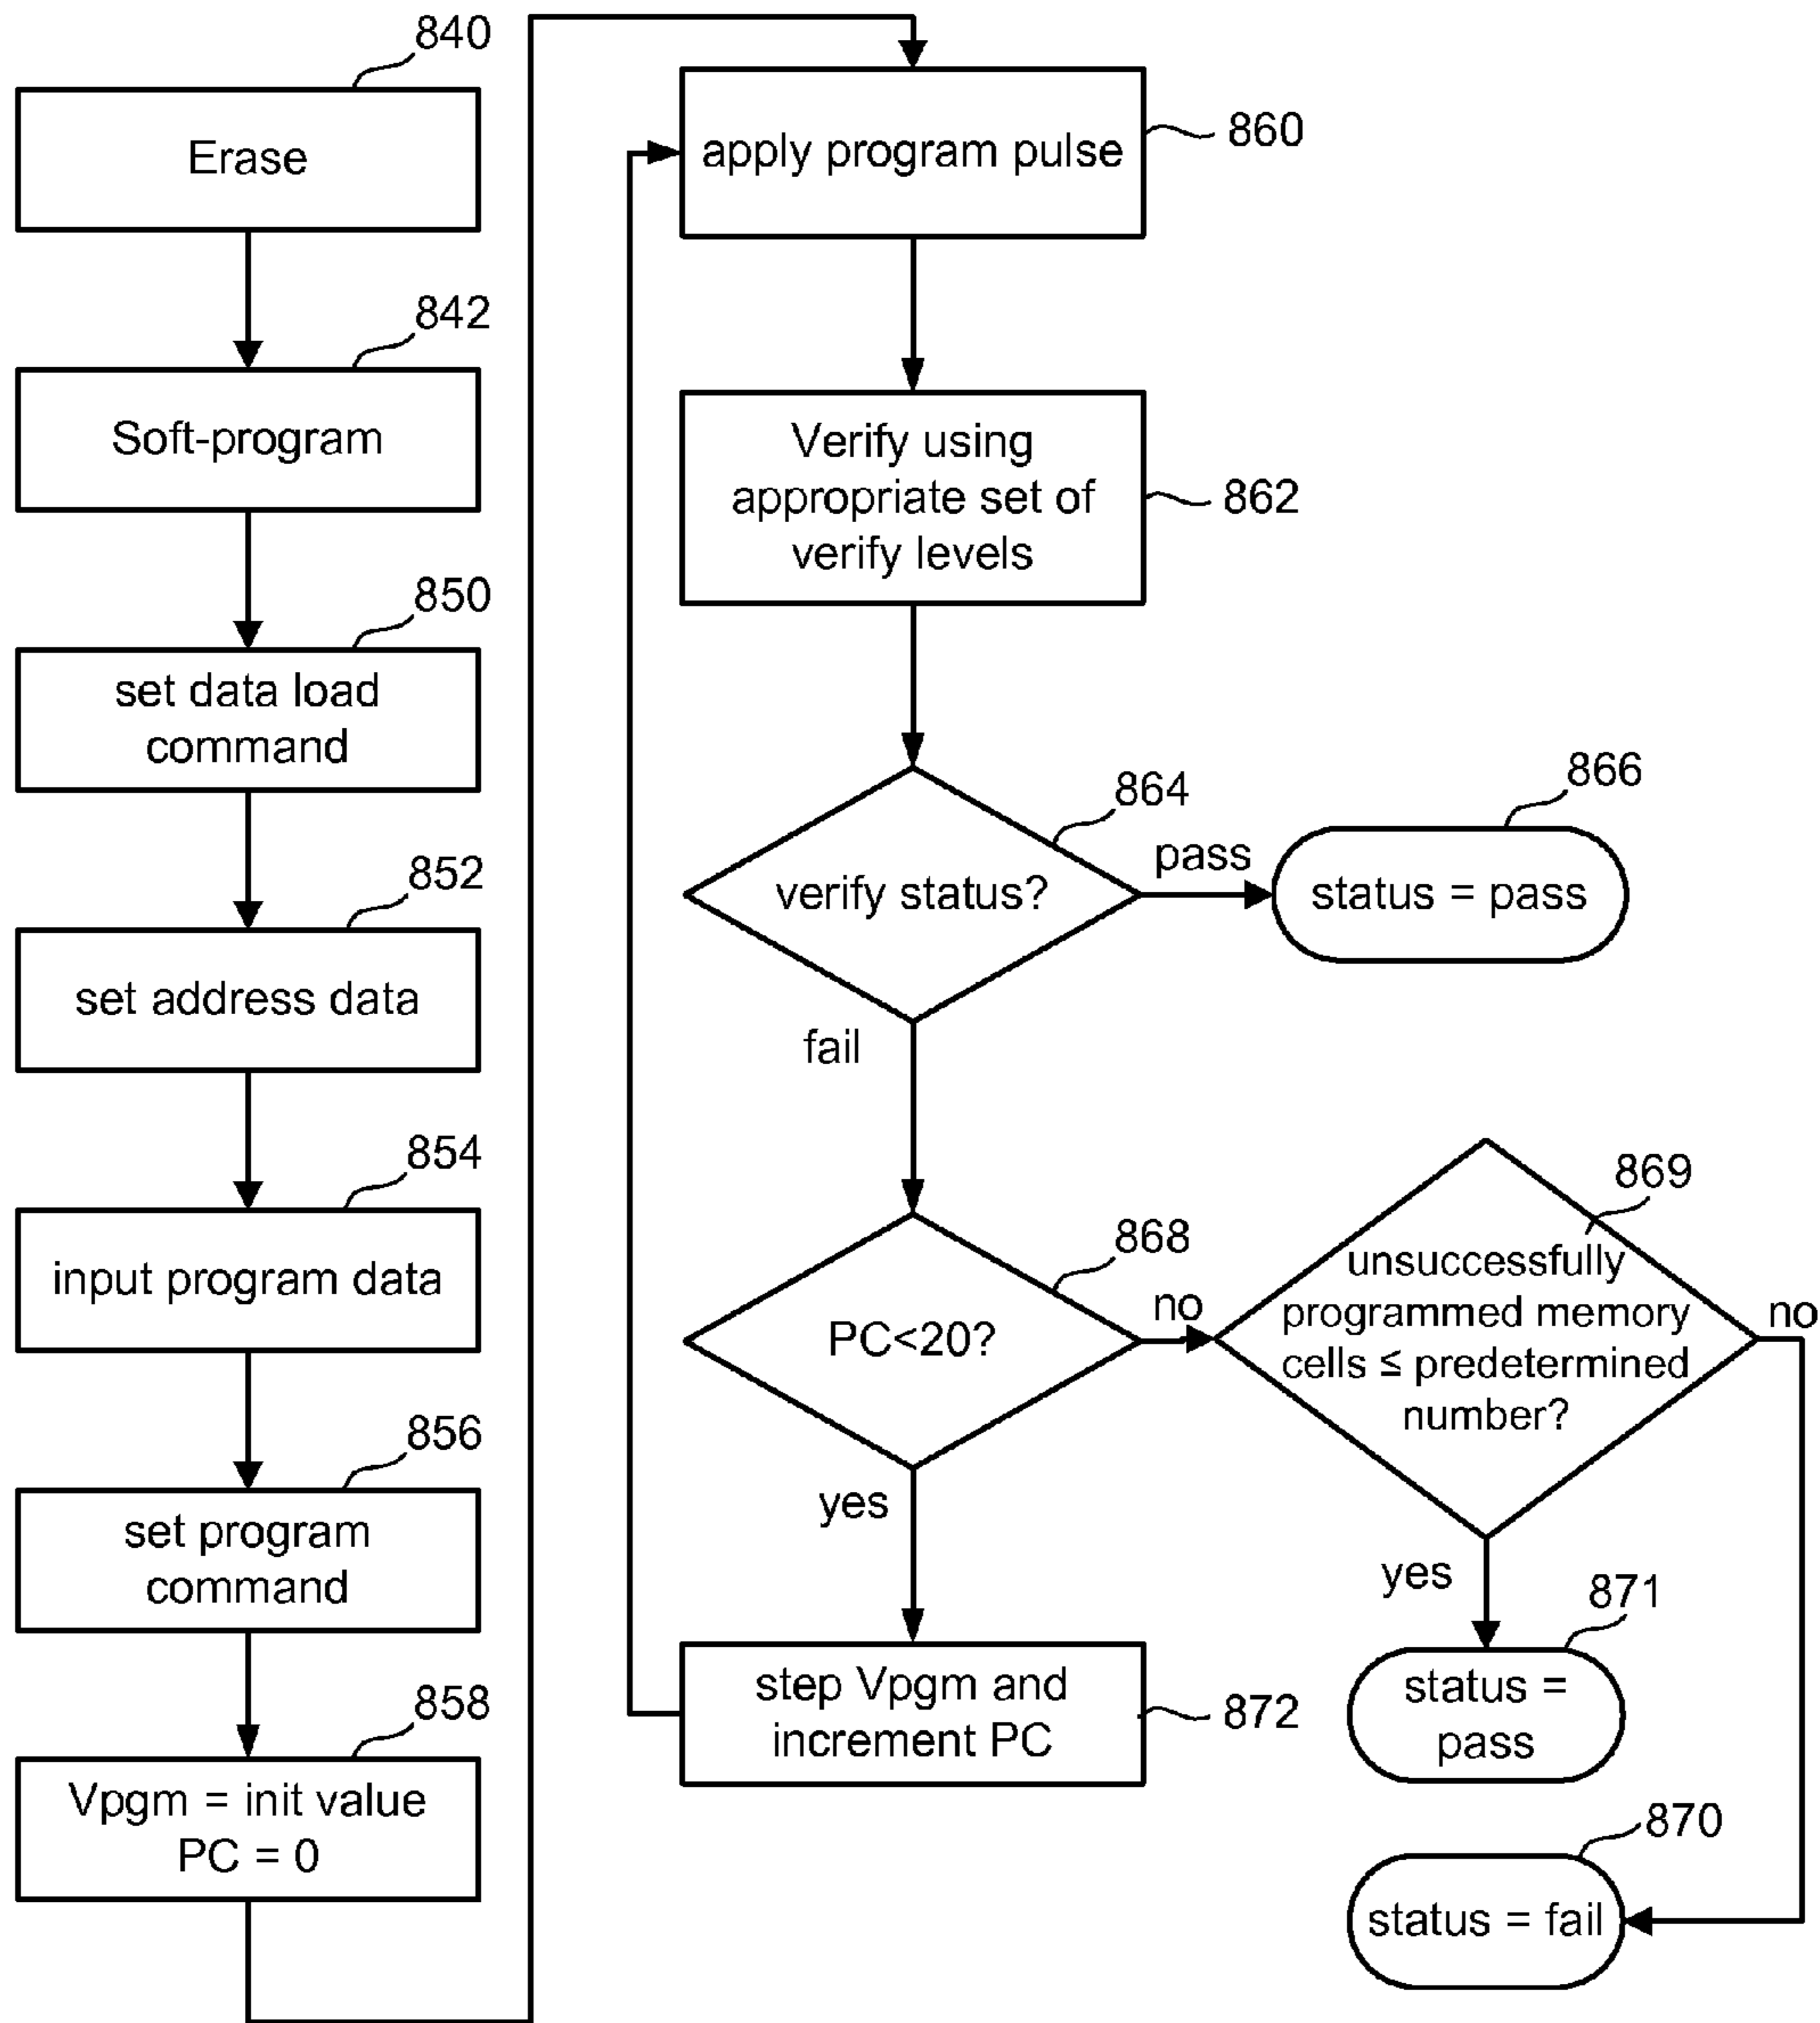 840
Erase
842
Soft-program
850
set data load
command
852
set address data
854
input program data
856
set program
command
858
Vpgm = init value
PC = 0
860
apply program pulse
862
Verify using
appropriate set of
verify levels
864
verify status?
pass
866
status = pass
fail
868
PC<20?
no
869
unsuccessfully
programmed memory
cells ≤ predetermined
number?
no
yes
872
step Vpgm and
increment PC
yes
871
status =
pass
870
status = fail